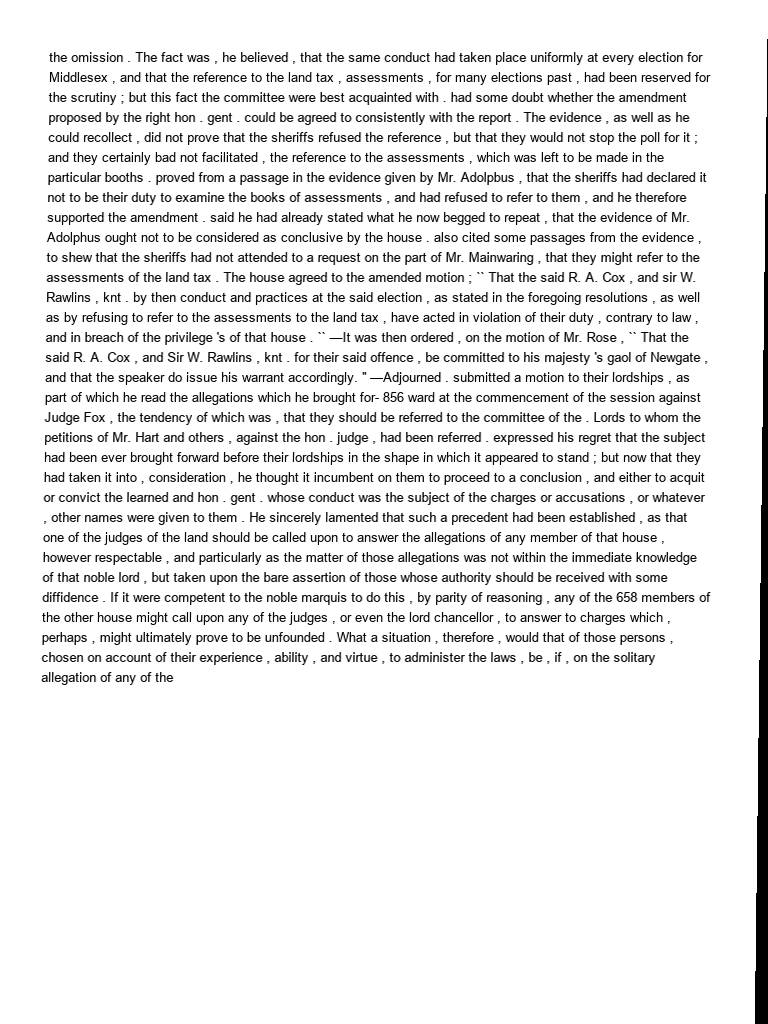 the omission . The fact was , he believed , that the same conduct had taken place uniformly at every election for
Middlesex , and that the reference to the land tax , assessments , for many elections past , had been reserved for
the scrutiny ; but this fact the committee were best acquainted with . had some doubt whether the amendment
proposed by the right hon . gent . could be agreed to consistently with the report . The evidence , as well as he
could recollect , did not prove that the sheriffs refused the reference , but that they would not stop the poll for it ;
and they certainly bad not facilitated , the reference to the assessments , which was left to be made in the
particular booths . proved from a passage in the evidence given by Mr. Adolpbus , that the sheriffs had declared it
not to be their duty to examine the books of assessments , and had refused to refer to them , and he therefore
supported the amendment . said he had already stated what he now begged to repeat , that the evidence of Mr.
Adolphus ought not to be considered as conclusive by the house . also cited some passages from the evidence ,
to shew that the sheriffs had not attended to a request on the part of Mr. Mainwaring , that they might refer to the
assessments of the land tax . The house agreed to the amended motion ; `` That the said R. A. Cox , and sir W.
Rawlins , knt . by then conduct and practices at the said election , as stated in the foregoing resolutions , as well
as by refusing to refer to the assessments to the land tax , have acted in violation of their duty , contrary to law ,
and in breach of the privilege 's of that house . `` —It was then ordered , on the motion of Mr. Rose , `` That the
said R. A. Cox , and Sir W. Rawlins , knt . for their said offence , be committed to his majesty 's gaol of Newgate ,
and that the speaker do issue his warrant accordingly. " —Adjourned . submitted a motion to their lordships , as
part of which he read the allegations which he brought for- 856 ward at the commencement of the session against
Judge Fox , the tendency of which was , that they should be referred to the committee of the . Lords to whom the
petitions of Mr. Hart and others , against the hon . judge , had been referred . expressed his regret that the subject
had been ever brought forward before their lordships in the shape in which it appeared to stand ; but now that they
had taken it into , consideration , he thought it incumbent on them to proceed to a conclusion , and either to acquit
or convict the learned and hon . gent . whose conduct was the subject of the charges or accusations , or whatever
, other names were given to them . He sincerely lamented that such a precedent had been established , as that
one of the judges of the land should be called upon to answer the allegations of any member of that house ,
however respectable , and particularly as the matter of those allegations was not within the immediate knowledge
of that noble lord , but taken upon the bare assertion of those whose authority should be received with some
diffidence . If it were competent to the noble marquis to do this , by parity of reasoning , any of the 658 members of
the other house might call upon any of the judges , or even the lord chancellor , to answer to charges which ,
perhaps , might ultimately prove to be unfounded . What a situation , therefore , would that of those persons ,
chosen on account of their experience , ability , and virtue , to administer the laws , be , if , on the solitary
allegation of any of the